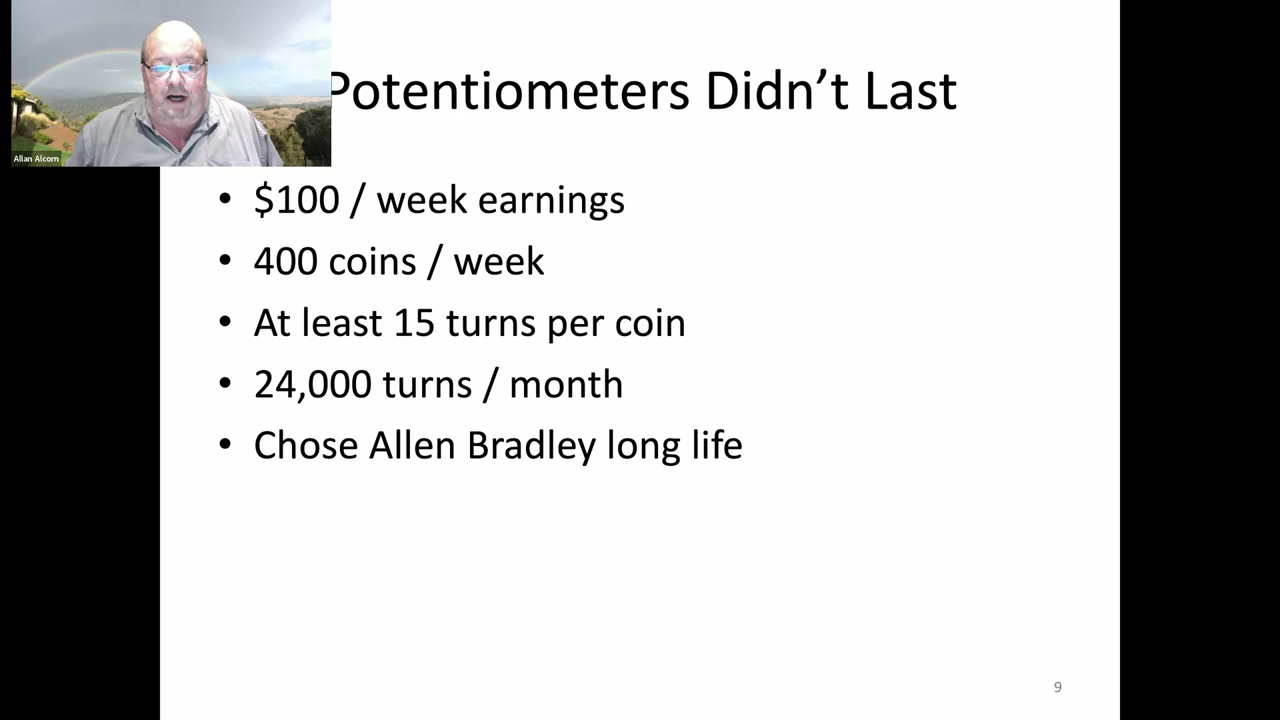 Potentiometers Didn’t Last
Allan Alcorn
• $100 / week earnings
• 400 coins / week
• At least 15 turns per coin
• 24,000 turns / month
• Chose Allen Bradley long life
9